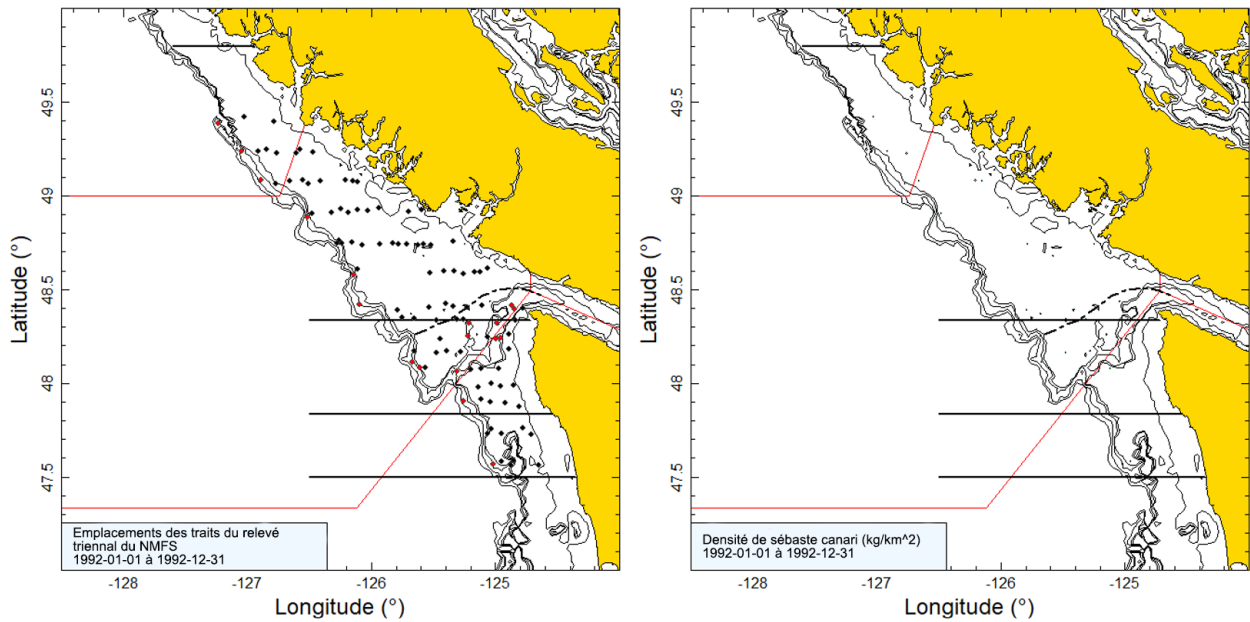 49.5
49
48.5
48
47.5
Latitude (°)
-128
-127
-126
-125
Longitude (°)
Emplacements des traits du relevé
triennal du NMFS
1992-01-01 à 1992-12-31
49.5
49
48.5
48
47.5
Latitude (°)
-128
-127
-126
-125
Longitude (°)
Densité de sébaste canari (kg/km^2)
1992-01-01 à 1992-12-31